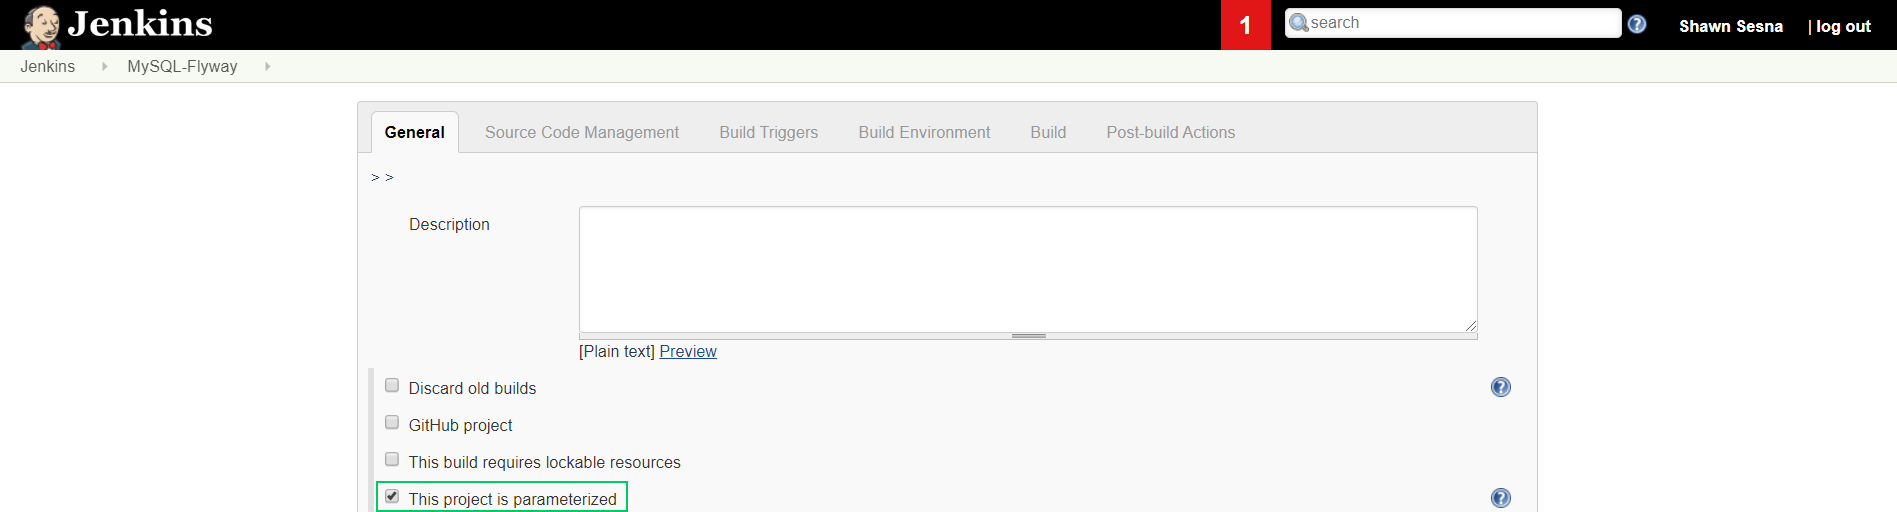 Jenkins
1
search
Shawn Sesna
| log out
Jenkins
MySQL-Flyway
General
Source Code Management
Build Triggers
Build Environment
Build
Post-build Actions
> >
Description
[Plain text] Preview
Discard old builds
GitHub project
This build requires lockable resources
This project is parameterized